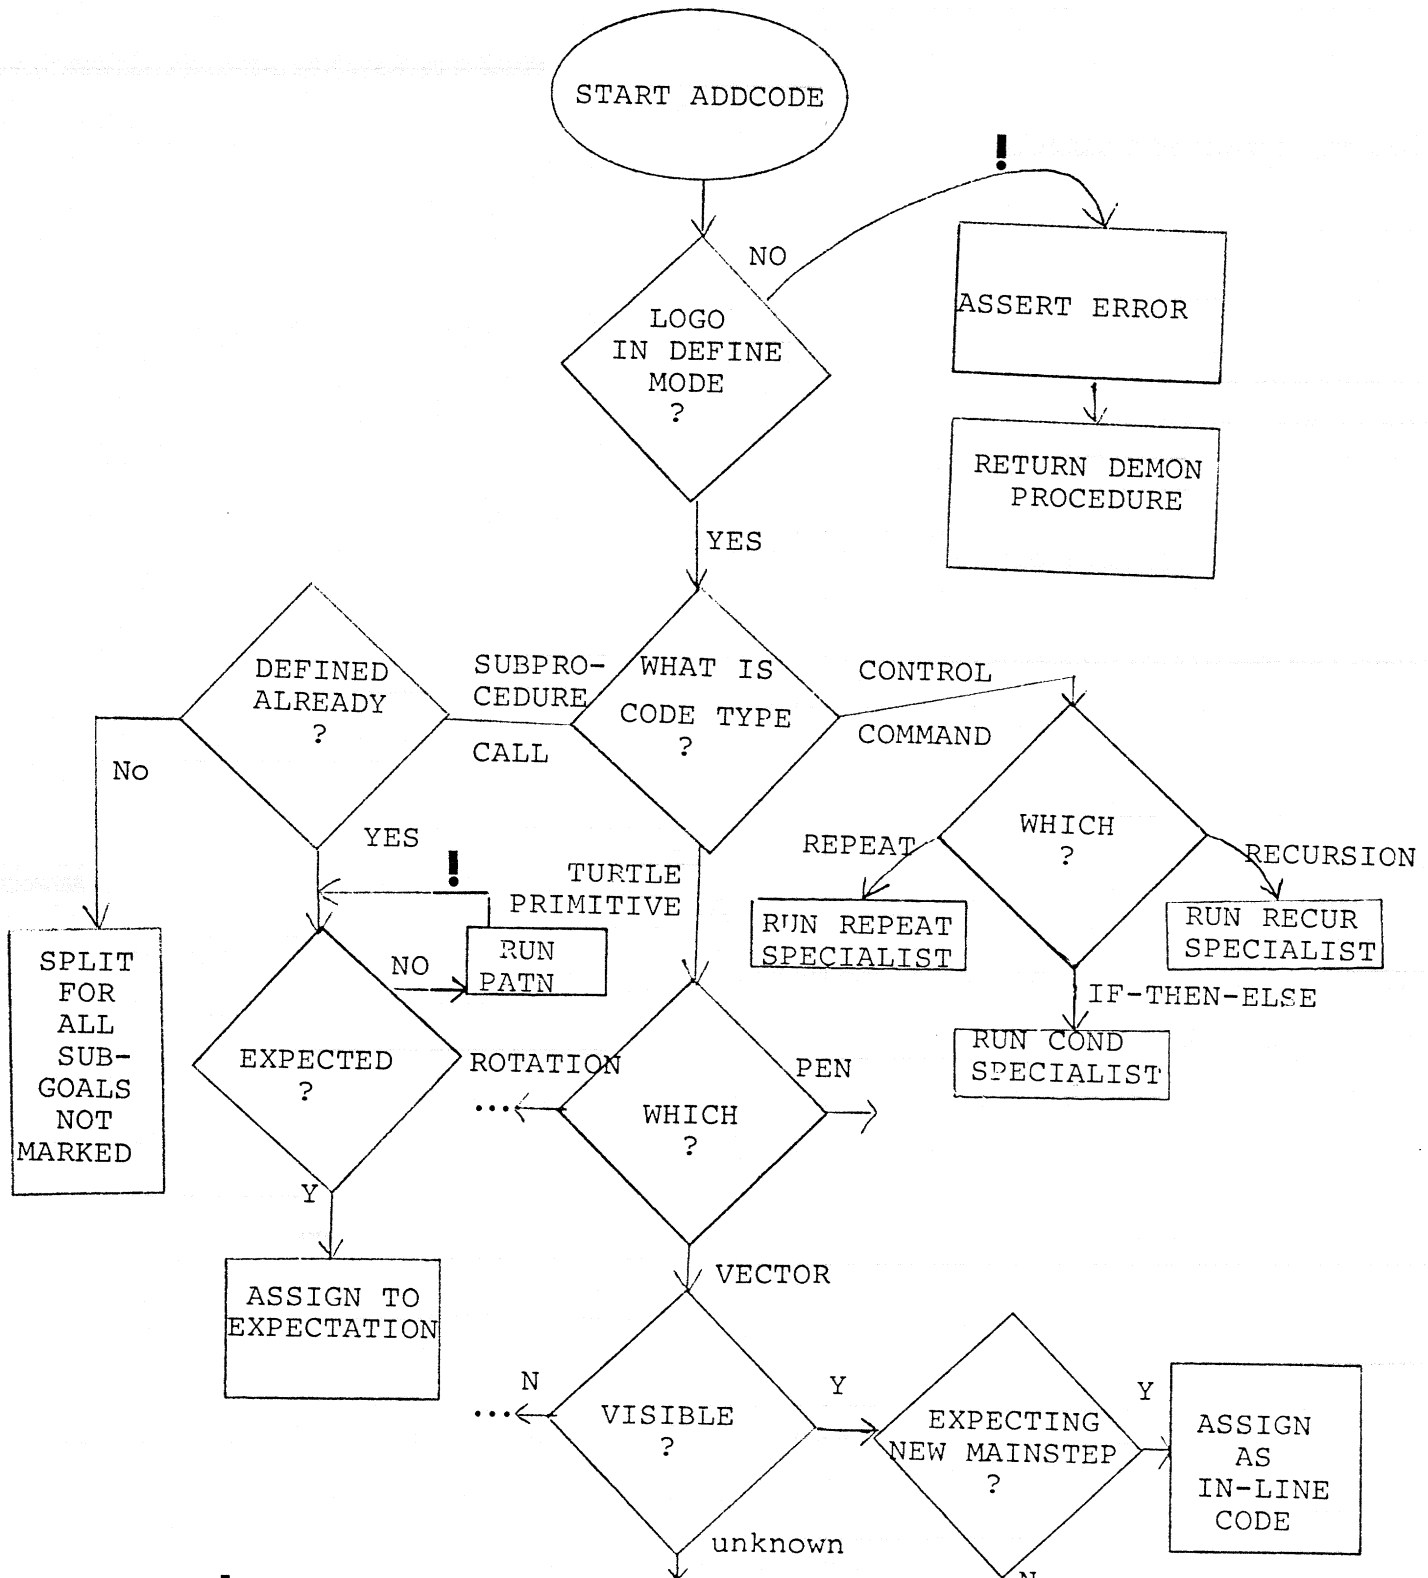 START ADDCODE
!
NO
LOGO
IN DEFINE
MODE
?
ASSERT ERROR
RETURN DEMON
PROCEDURE
YES
DEFINED
ALREADY
?
SUBPRO-
CEDURE
CALL
WHAT IS
CODE TYPE
?
CONTROL
COMMAND
No
YES
!
TURTLE
PRIMITIVE
REPEAT
WHICH
?
RECURSION
RUN REPEAT
SPECIALIST
RUN RECUR
SPECIALIST
IF-THEN-ELSE
RUN COND
SPECIALIST
SPLIT
FOR
ALL
SUB-
GOALS
NOT
MARKED
RUN
PATN
NO
EXPECTED
?
ROTATION
...
WHICH
?
PEN
Y
ASSIGN TO
EXPECTATION
VECTOR
N
...
VISIBLE
?
Y
EXPECTING
NEW MAINSTEP
?
Y
ASSIGN
AS
IN-LINE
CODE
unknown
N